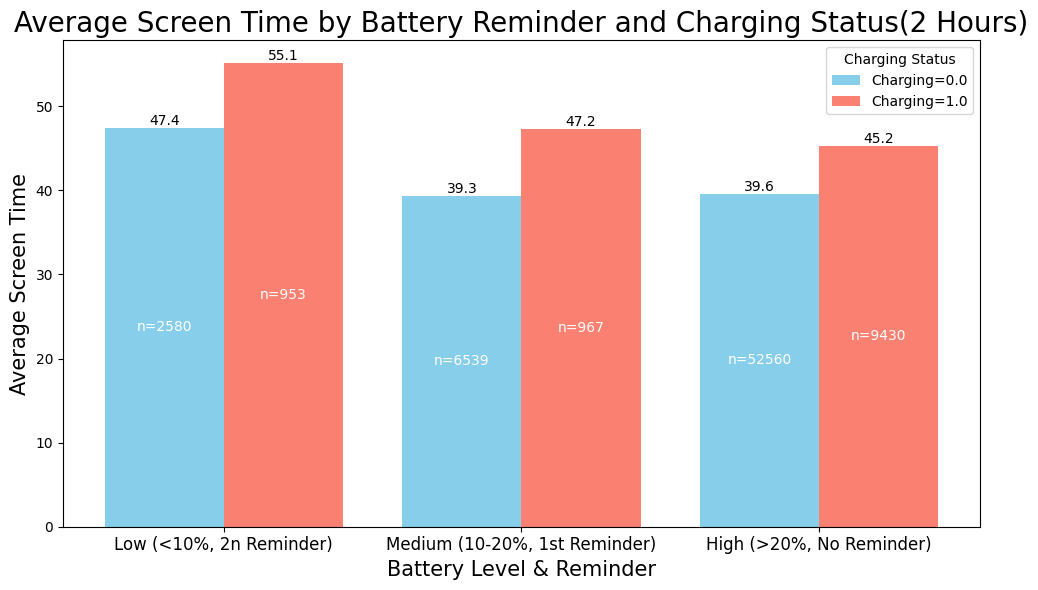 Average Screen Time by Battery Reminder and Charging Status(2 Hours)
Charging Status
Charging=0.0
Charging=1.0
Average Screen Time
50
40
30
20
10
0
47.4
55.1
39.3
47.2
39.6
45.2
n=2580
n=953
n=6539
n=967
n=52560
n=9430
Low (<10%, 2n Reminder)
Medium (10-20%, 1st Reminder)
High (>20%, No Reminder)
Battery Level & Reminder